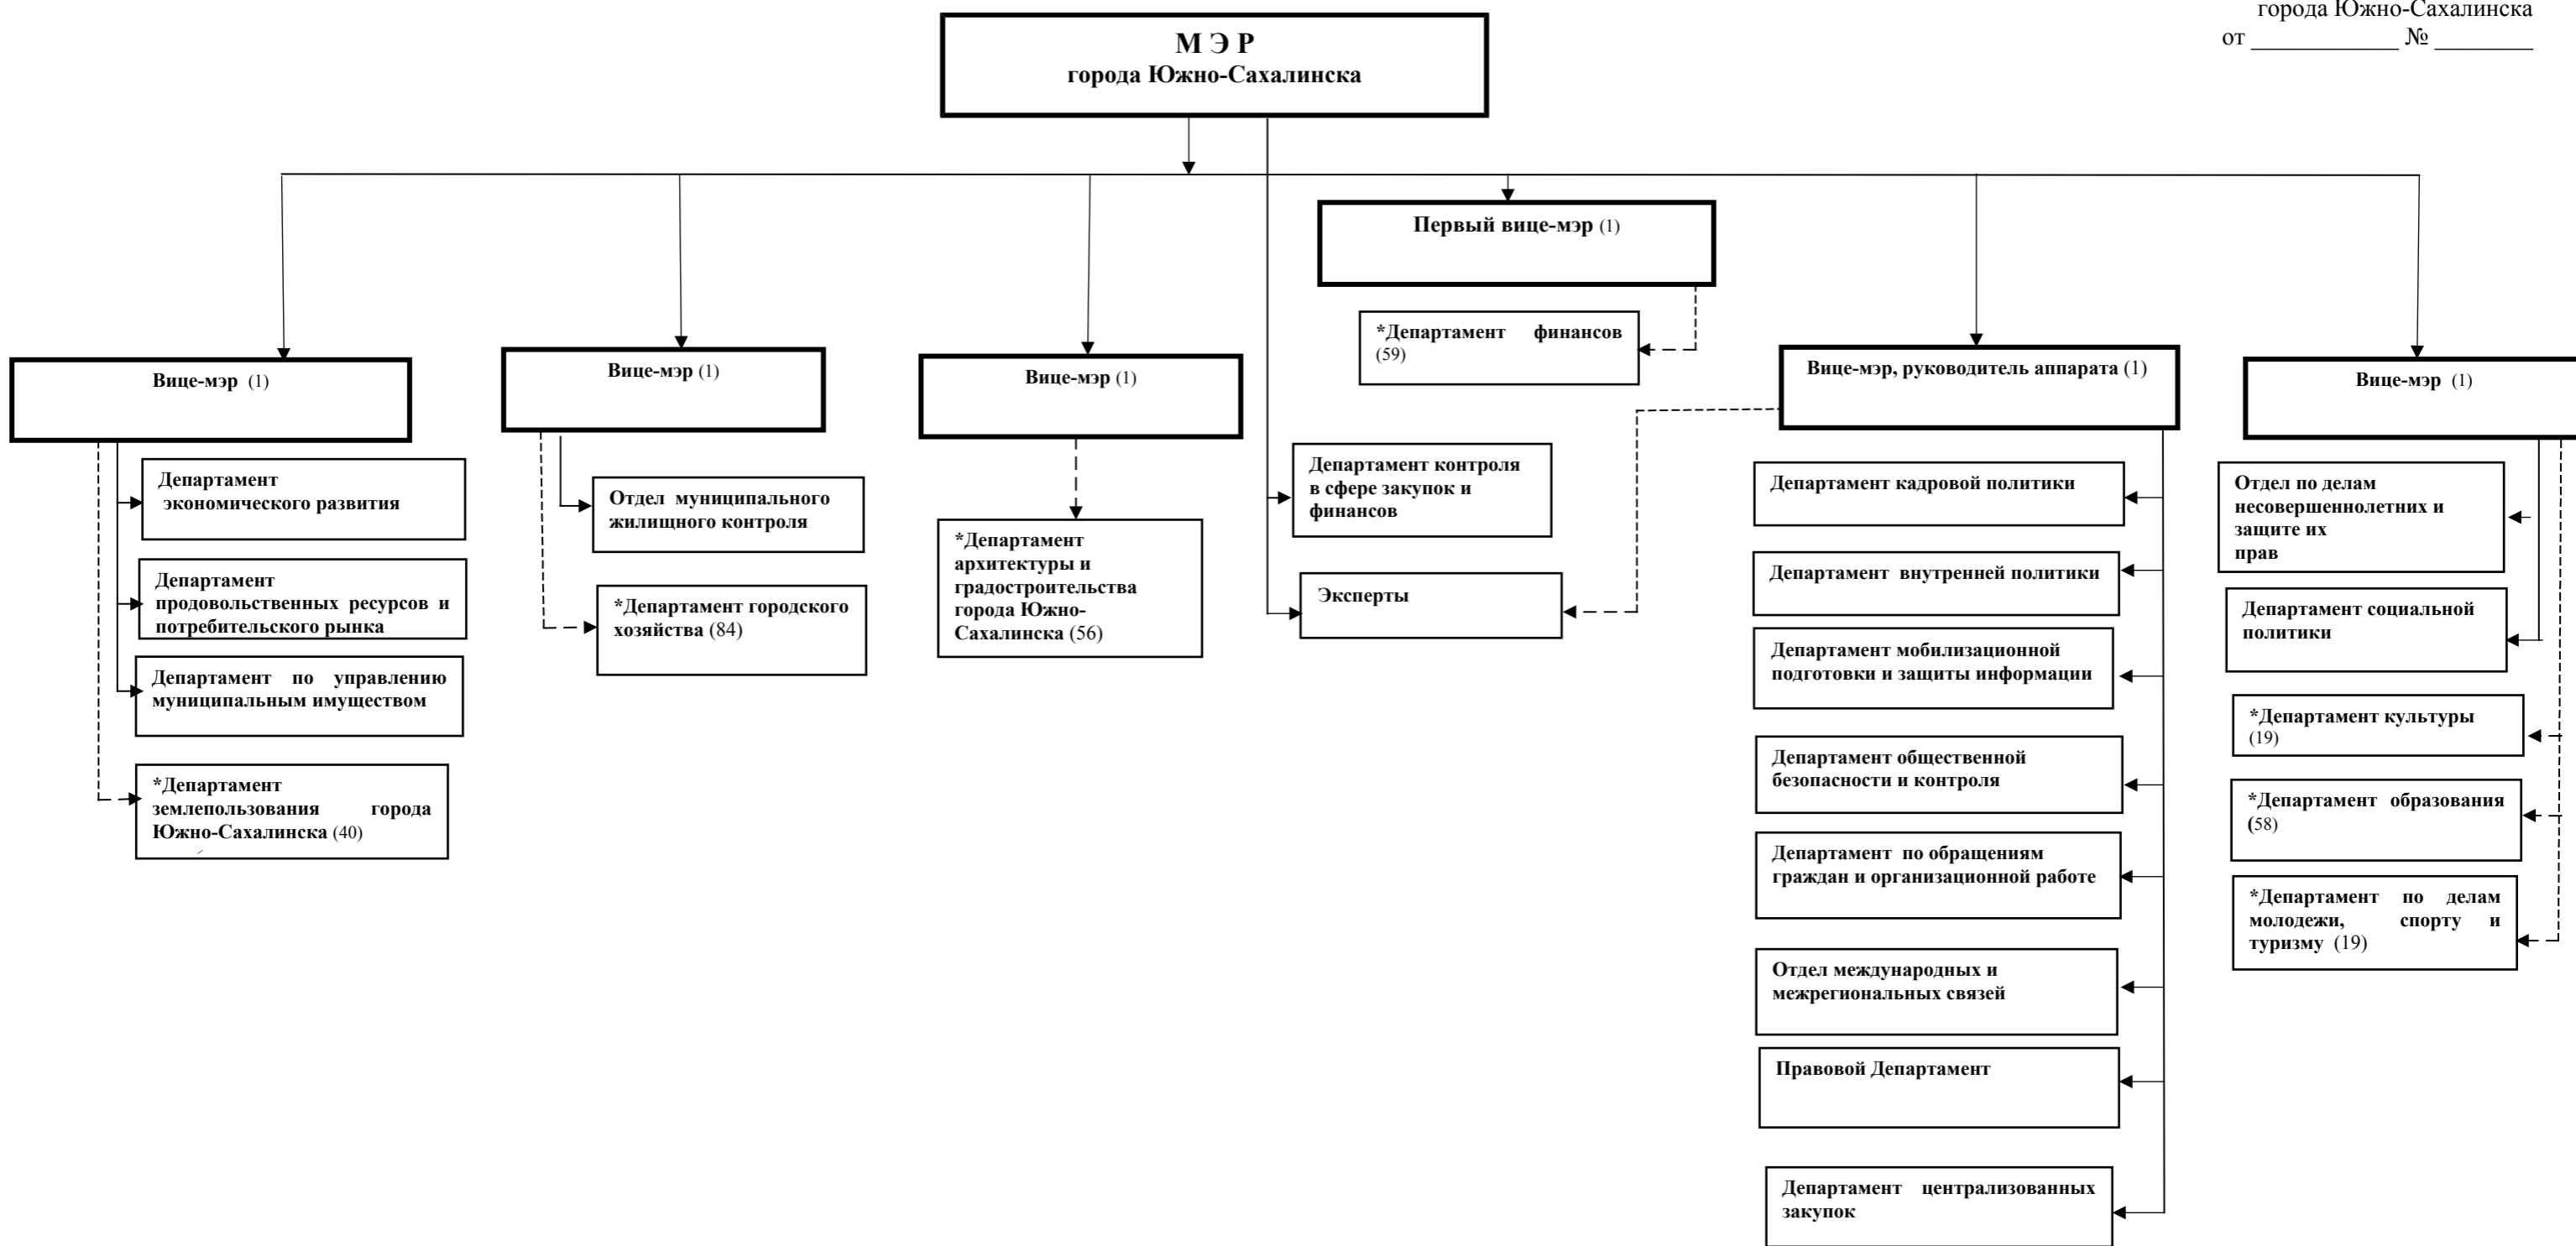 города Южно-Сахалинска
от ____________ № ________
М Э Р
города Южно-Сахалинска
Первый вице-мэр (1)
*Департамент финансов
(59)
Вице-мэр (1)
Департамент
экономического развития
Департамент
продовольственных ресурсов и
потребительского рынка
Департамент по управлению
муниципальным имуществом
*Департамент
землепользования города
Южно-Сахалинска (40)
Вице-мэр (1)
Отдел муниципального
жилищного контроля
*Департамент городского
хозяйства (84)
Вице-мэр (1)
*Департамент
архитектуры и
градостроительства
города Южно-
Сахалинска (56)
Департамент контроля
в сфере закупок и
финансов
Эксперты
Вице-мэр, руководитель аппарата (1)
Департамент кадровой политики
Департамент внутренней политики
Департамент мобилизационной
подготовки и защиты информации
Департамент общественной
безопасности и контроля
Департамент по обращениям
граждан и организационной работе
Отдел международных и
межрегиональных связей
Правовой Департамент
Департамент централизованных
закупок
Вице-мэр (1)
Отдел по делам
несовершеннолетних и
защите их
прав
Департамент социальной
политики
*Департамент культуры
(19)
*Департамент образования
(58)
*Департамент по делам
молодежи, спорту и
туризму (19)